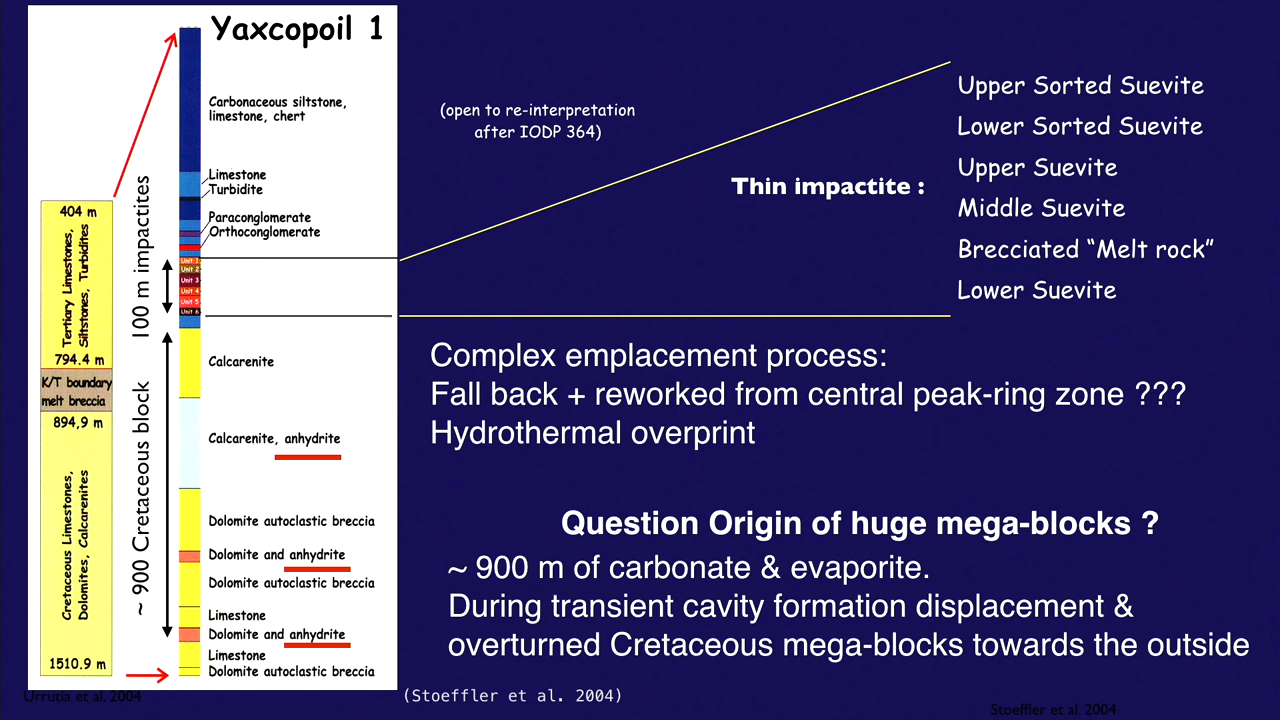 Yaxcopoil 1
404 m
Tertiary Limestones,
Siltstones, Turbidites
794.4 m
K/T boundary
melt breccia
894,9 m
Cretaceous Limestones,
Dolomites, Calcarenites
1510.9 m
100 m impactites
~ 900 Cretaceous block
Carbonaceous siltstone,
limestone, chert
Limestone
Turbidite
Paraconglomerate
Orthoconglomerate
Unit 1
Unit 2
Unit 3
Unit 4
Unit 5
Unit 6
Calcarenite
Calcarenite, anhydrite
Dolomite autoclastic breccia
Dolomite and anhydrite
Dolomite autoclastic breccia
Limestone
Dolomite and anhydrite
Limestone
Dolomite autoclastic breccia
Urrutia et al. 2004
(open to re-interpretation
after IODP 364)
Thin impactite :
Upper Sorted Suevite
Lower Sorted Suevite
Upper Suevite
Middle Suevite
Brecciated “Melt rock”
Lower Suevite
Complex emplacement process:
Fall back + reworked from central peak-ring zone ???
Hydrothermal overprint
Question Origin of huge mega-blocks ?
~ 900 m of carbonate & evaporite.
During transient cavity formation displacement &
overturned Cretaceous mega-blocks towards the outside
(Stoeffler et al. 2004)
Stoeffler et al. 2004